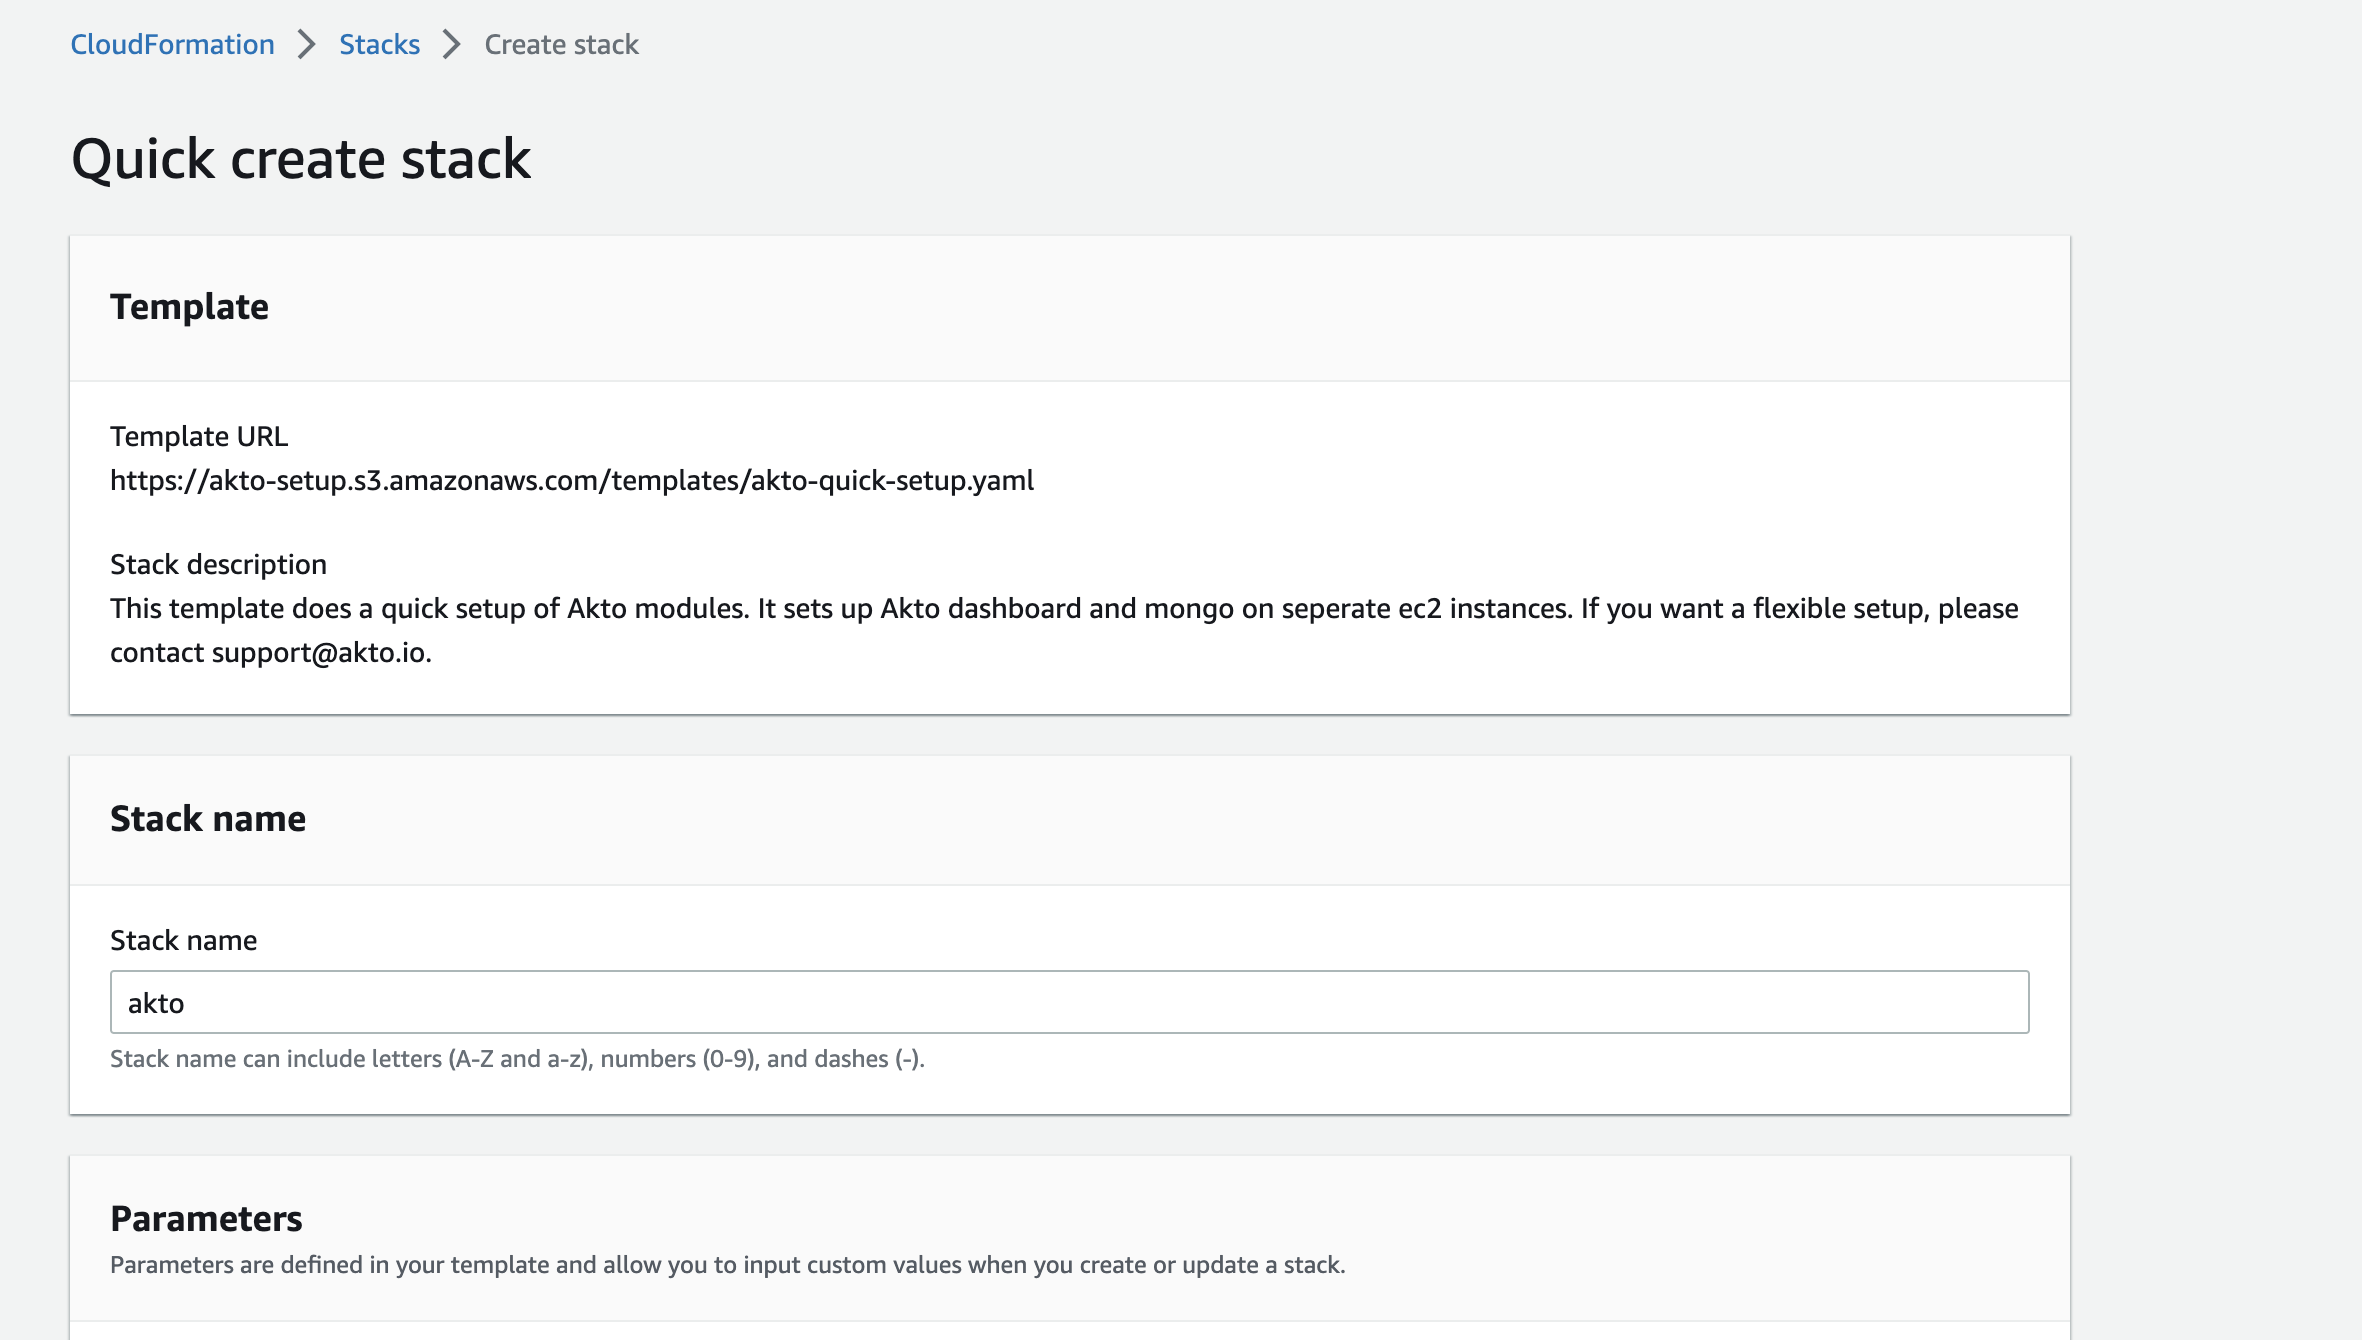 CloudFormation > Stacks > Create stack
Quick create stack
Template
Template URL
https://akto-setup.s3.amazonaws.com/templates/akto-quick-setup.yaml
Stack description
This template does a quick setup of Akto modules. It sets up Akto dashboard and mongo on seperate ec2 instances. If you want a flexible setup, please
contact support@akto.io.
Stack name
Stack name
akto
Stack name can include letters (A-Z and a-z), numbers (0-9), and dashes (-).
Parameters
Parameters are defined in your template and allow you to input custom values when you create or update a stack.